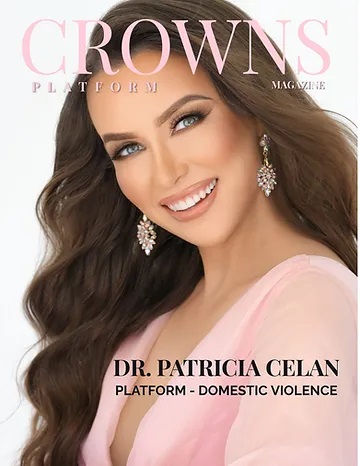 CROWNS
PLATFORM MAGAZINE
DR. PATRICIA CELAN
PLATFORM - DOMESTIC VIOLENCE